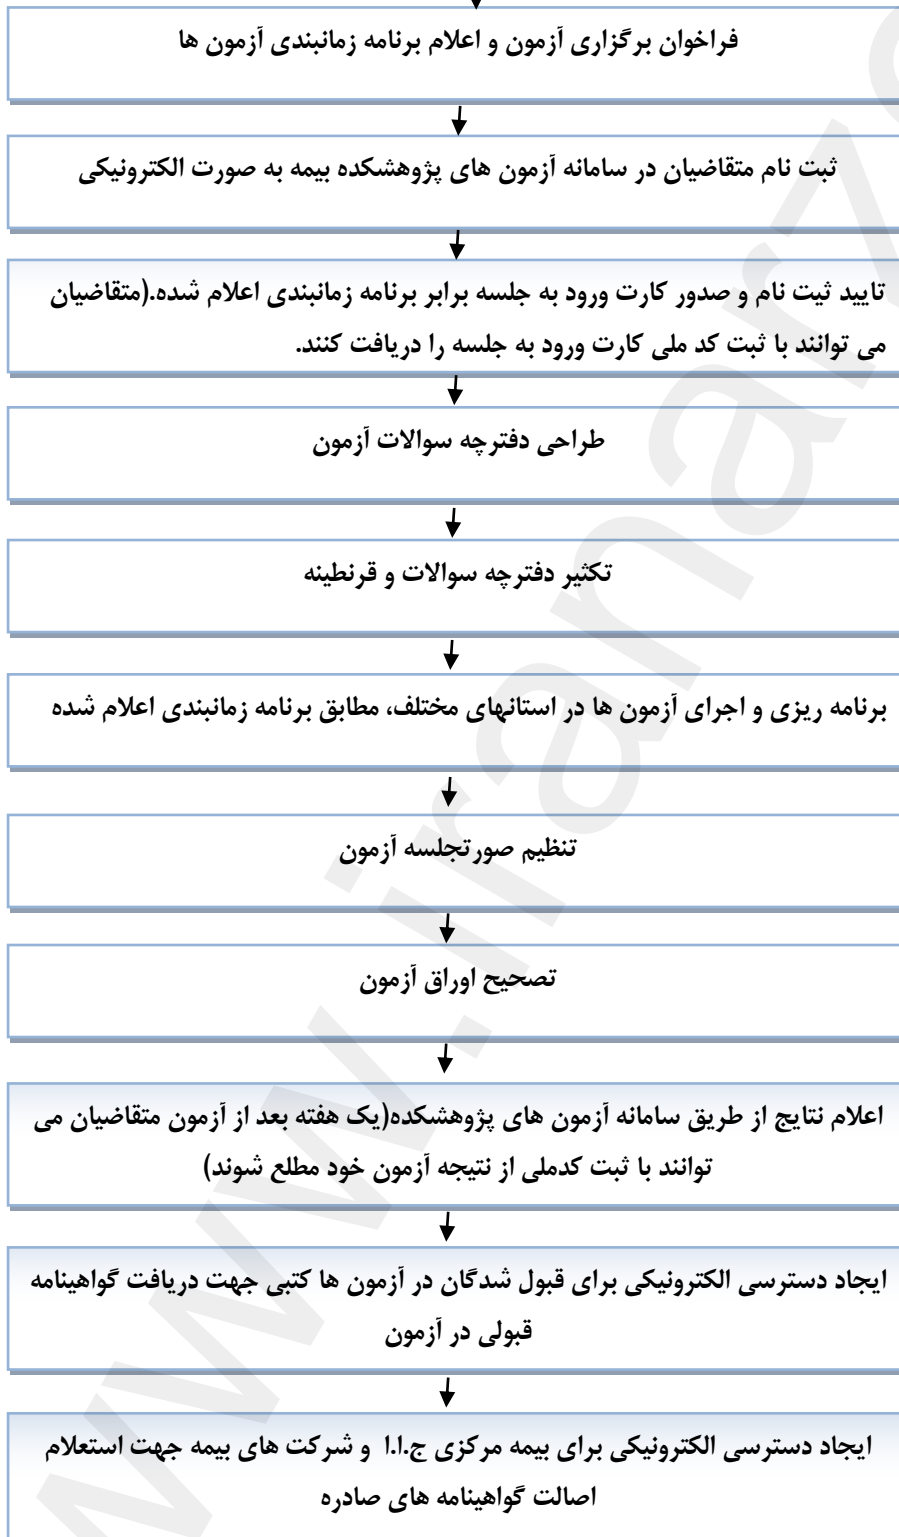 فراخوان برگزاری آزمون و اعلام برنامه زمانبندی آزمون ها
ثبت نام متقاضیان در سامانه آزمون های پژوهشکده بیمه به صورت الکترونیکی
تایید ثبت نام و صدور کارت ورود به جلسه برابر برنامه زمانبندی اعلام شده.(متقاضیان
می توانند با ثبت کد ملی کارت ورود به جلسه را دریافت کنند.
طراحی دفترچه سوالات آزمون
تکثیر دفترچه سوالات و قرنطینه
برنامه ریزی و اجرای آزمون ها در استانهای مختلف، مطابق برنامه زمانبندی اعلام شده
تنظیم صورتجلسه آزمون
تصحیح اوراق آزمون
اعلام نتایج از طریق سامانه آزمون های پژوهشکده(یک هفته بعد از آزمون متقاضیان می
توانند با ثبت کدملی از نتیجه آزمون خود مطلع شوند)
ایجاد دسترسی الکترونیکی برای قبول شدگان در آزمون ها کتبی جهت دریافت گواهینامه
قبولی در آزمون
ایجاد دسترسی الکترونیکی برای بیمه مرکزی ج.ا.ا و شرکت های بیمه جهت استعلام
اصالت گواهینامه های صادره
www.iranarz